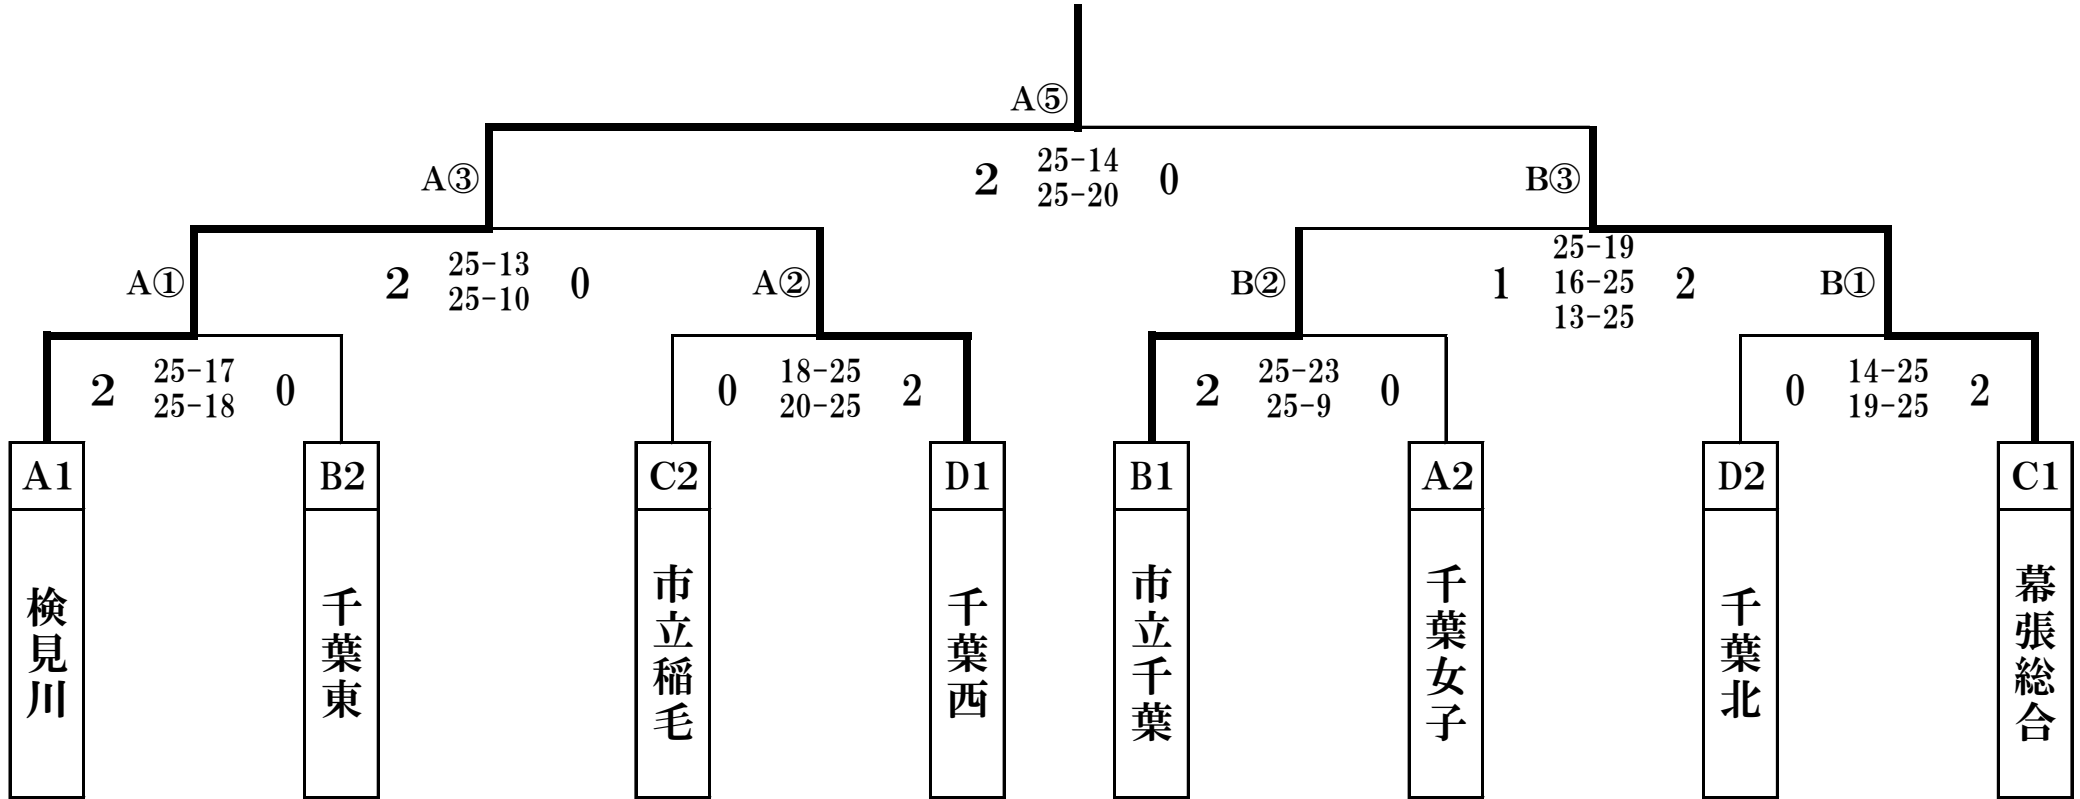 A⑤
A③
2
25-14
25-20
0
B③
A①
2
25-13
25-10
0
A②
B②
1
25-19
16-25
13-25
2
B①
2
25-17
25-18
0
0
18-25
20-25
2
2
25-23
25-9
0
0
14-25
19-25
2
A1
B2
C2
D1
B1
A2
D2
C1
検見川
千葉東
市立稲毛
千葉西
市立千葉
千葉女子
千葉北
幕張総合